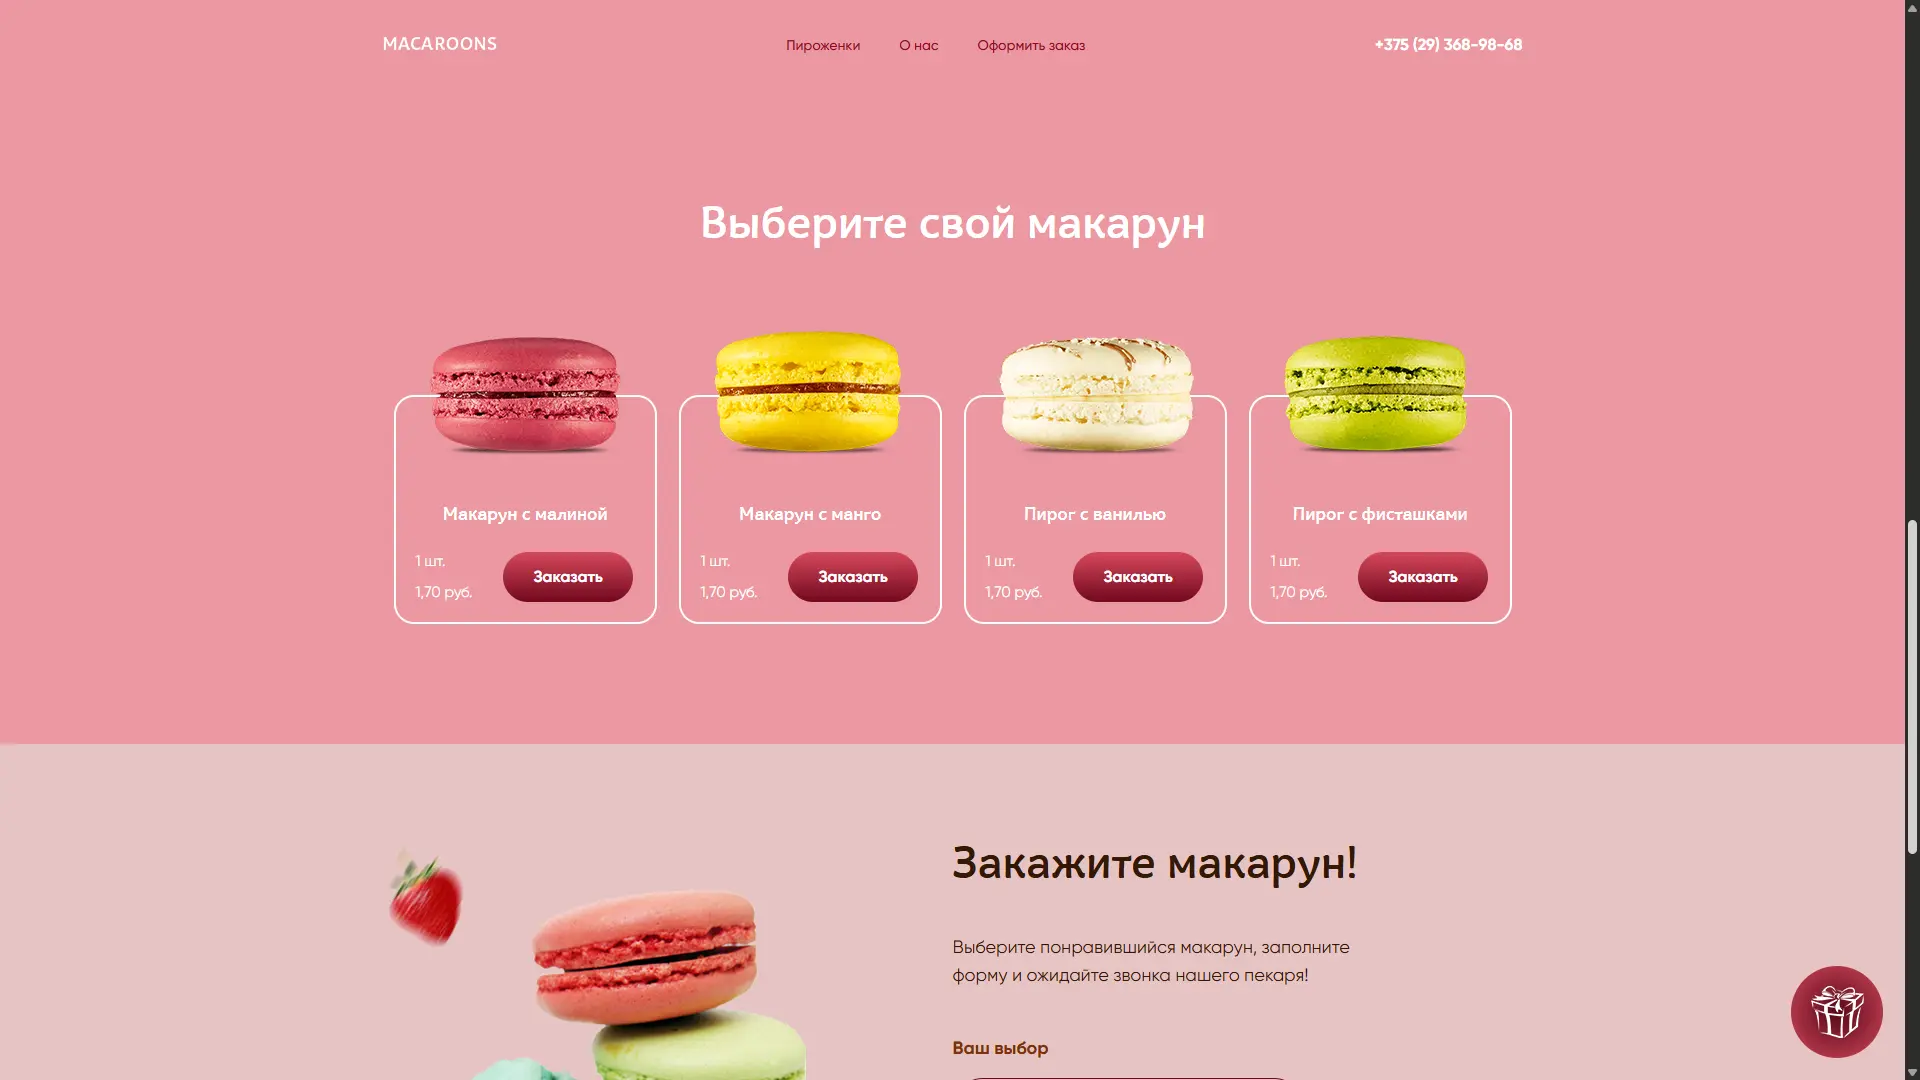 MACAROONS
Пироженки
О нас
Оформить заказ
+375 (29) 368-98-68
Выберите свой макарун
Макарун с малиной
1 шт.
1,70 руб.
Заказать
Макарун с манго
1 шт.
1,70 руб.
Заказать
Пирог с ванилью
1 шт.
1,70 руб.
Заказать
Пирог с фисташками
1 шт.
1,70 руб.
Заказать
Закажите макарун!
Выберите понравившийся макарун, заполните
форму и ожидайте звонка нашего пекаря!
Ваш выбор